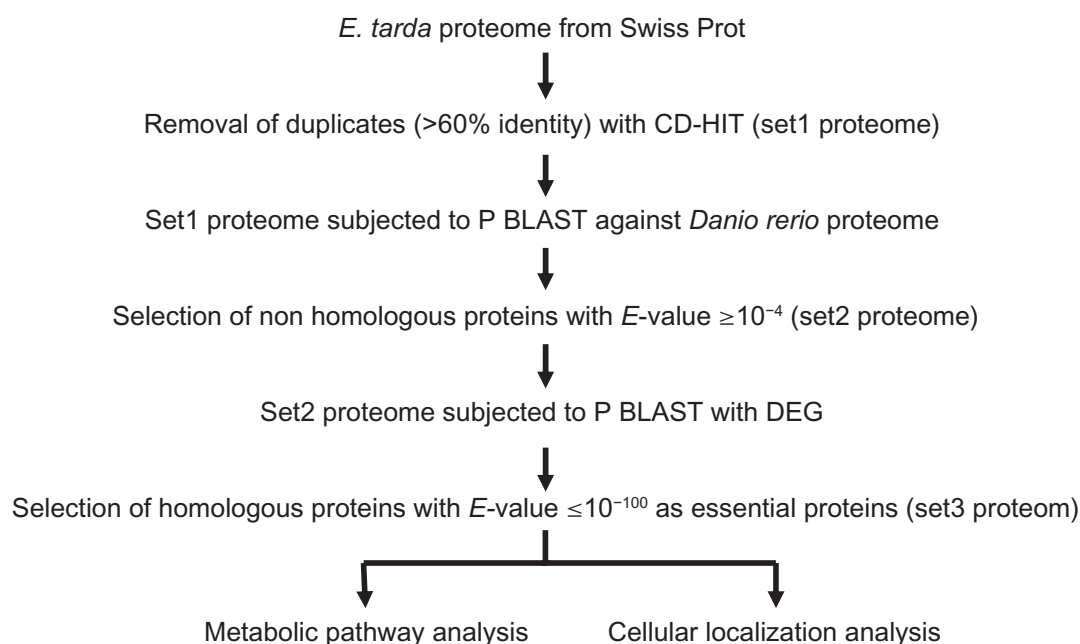 E. tarda proteome from Swiss Prot
Removal of duplicates (>60% identity) with CD-HIT (set1 proteome)
Set1 proteome subjected to P BLAST against Danio rerio proteome
Selection of non homologous proteins with E-value ≥10⁻⁴ (set2 proteome)
Set2 proteome subjected to P BLAST with DEG
Selection of homologous proteins with E-value ≤10⁻¹⁰⁰ as essential proteins (set3 proteom)
Metabolic pathway analysis
Cellular localization analysis